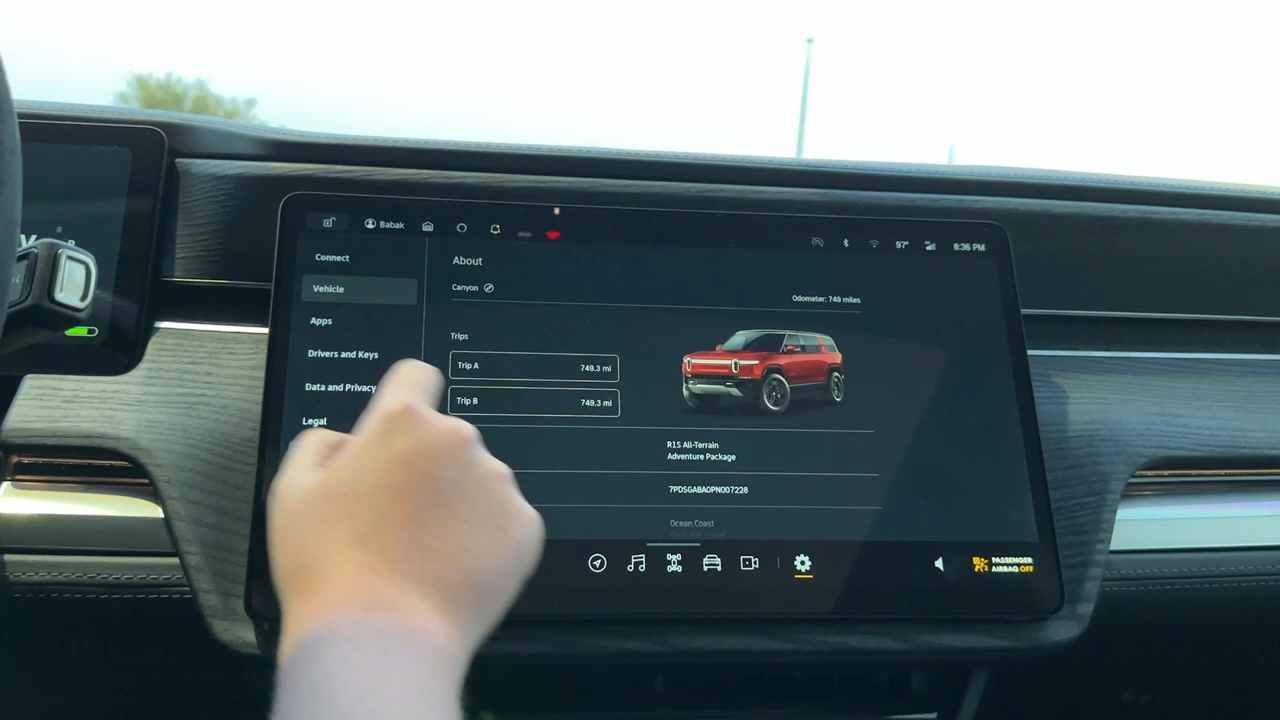 Babak
97°
8:36 PM
Connect
Vehicle
Apps
Drivers and Keys
Data and Privacy
Legal
About
Canyon
Odometer: 749 miles
Trips
Trip A 749.3 mi
Trip B 749.3 mi
R1S All-Terrain
Adventure Package
7PDSGABA0PN007228
Ocean Coast
PASSENGER
AIRBAG OFF